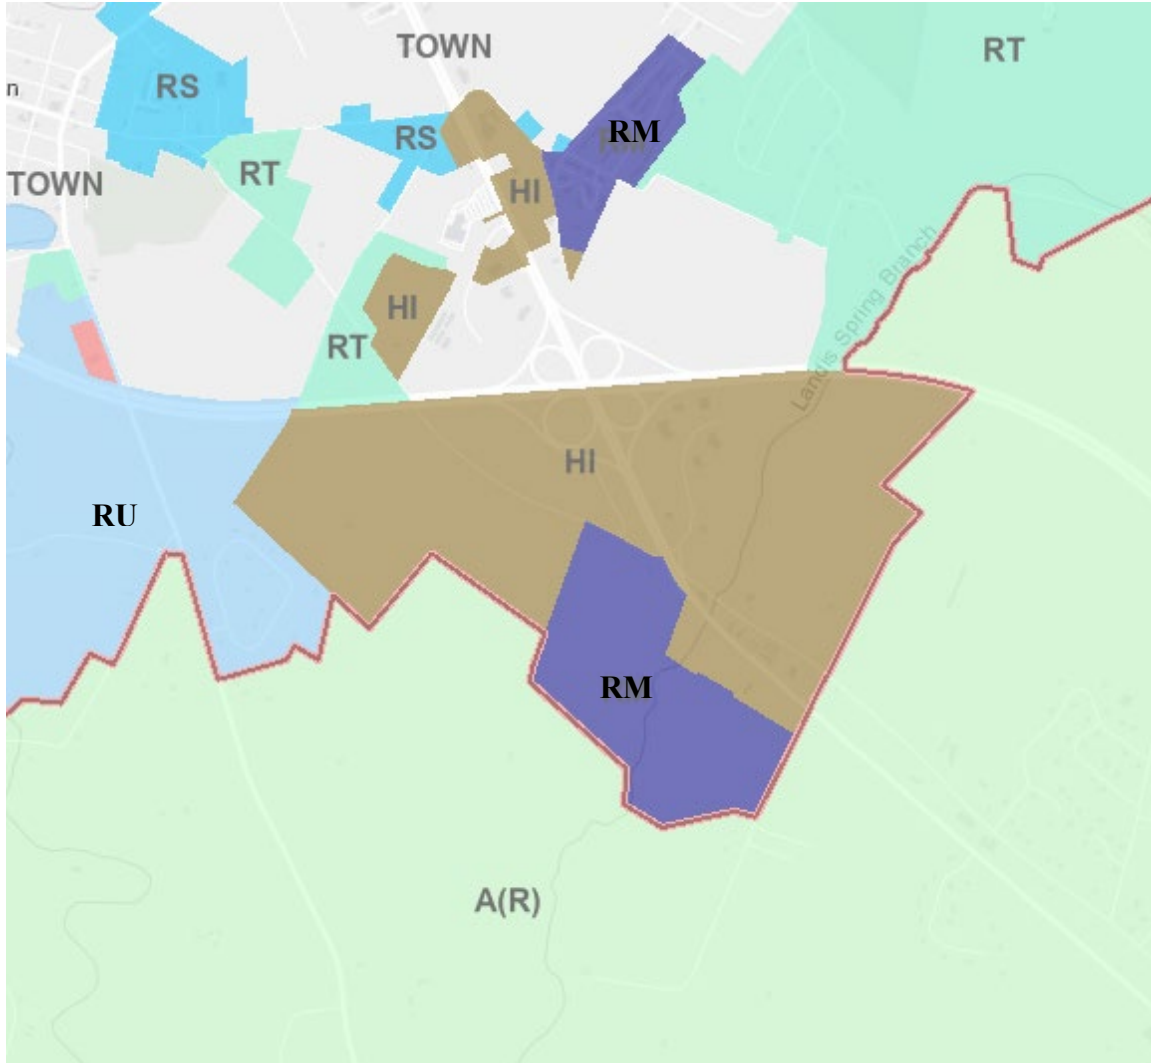 TOWN
RT
RS
n
RM
RS
RT
TOWN
HI
Landis Spring Branch
HI
RT
HI
RU
RM
A(R)